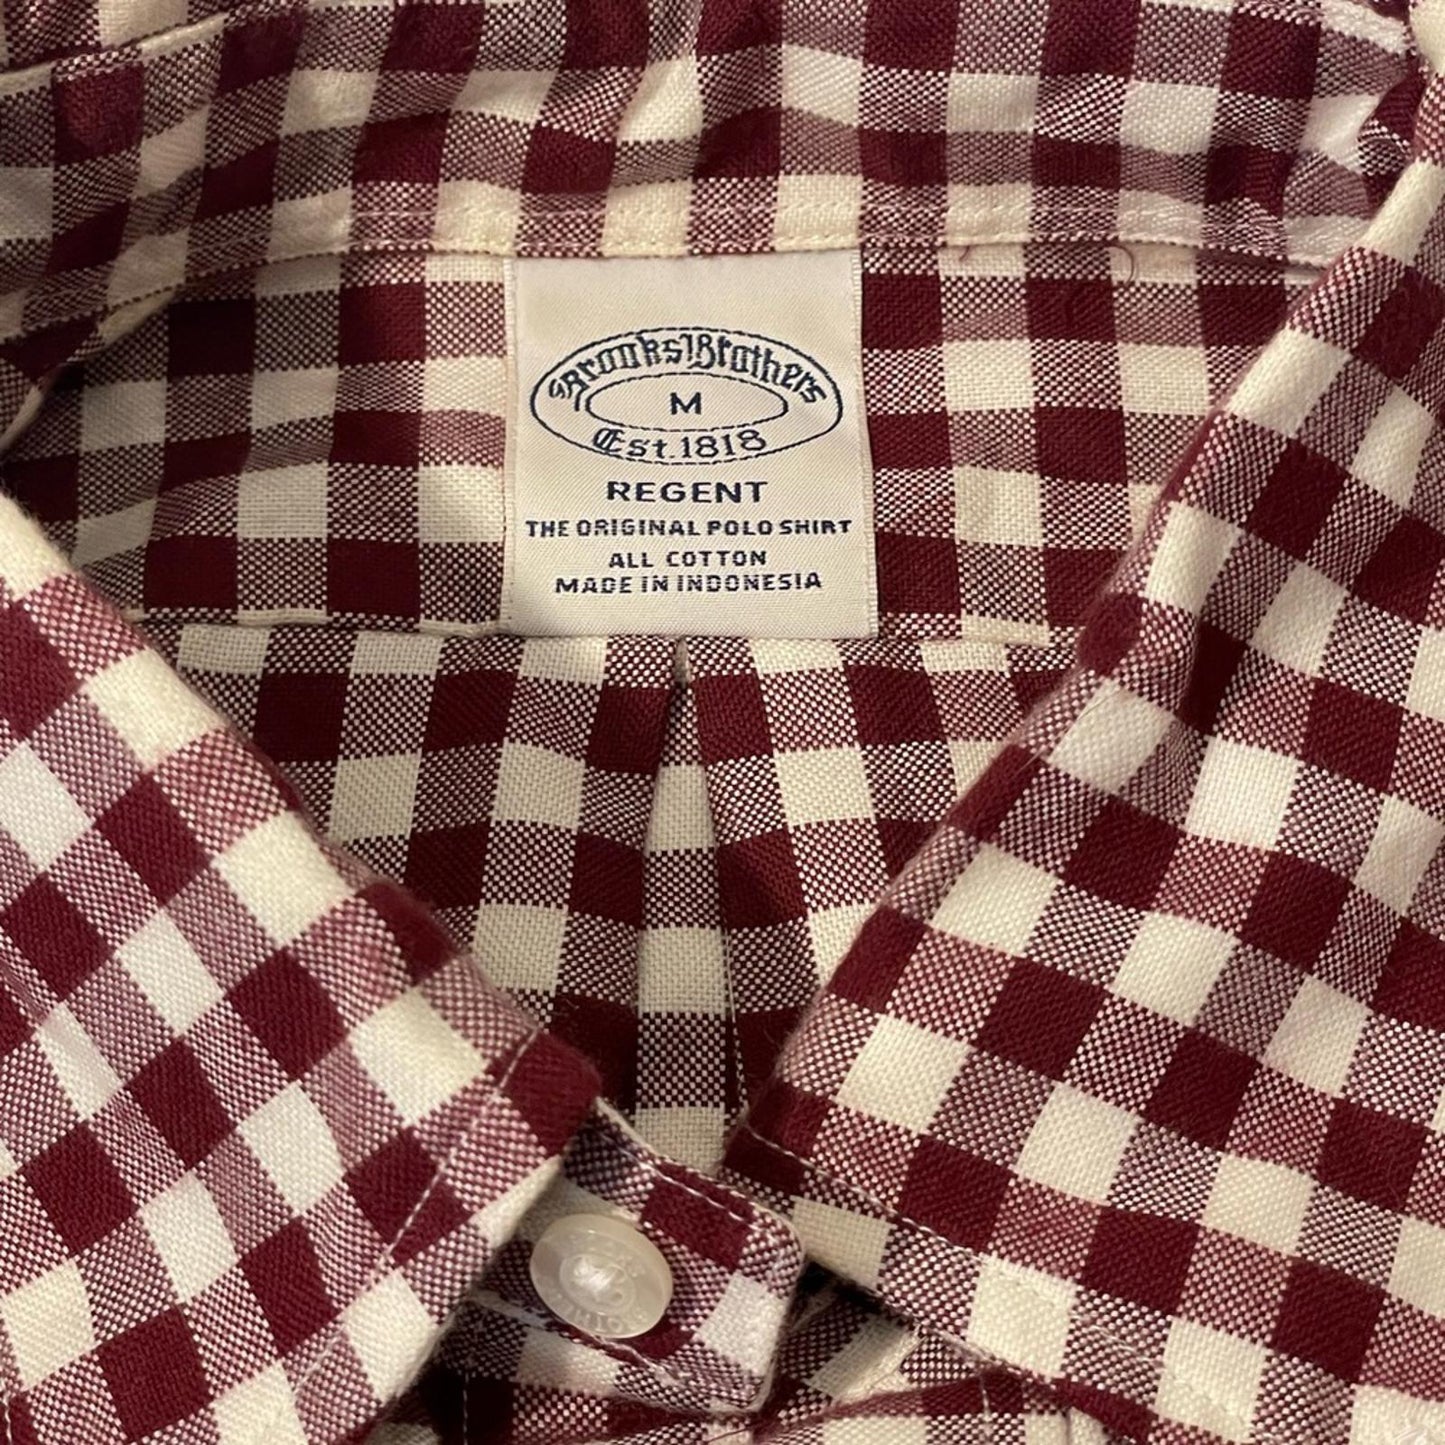 Brooks Brothers
M
Est. 1818
REGENT
THE ORIGINAL POLO SHIRT
ALL COTTON
MADE IN INDONESIA